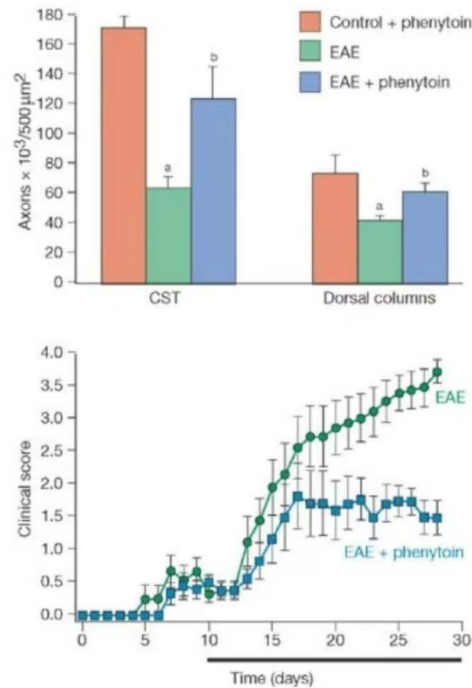 180
160
140
120
100
80
60
40
20
0
Axons × 10³/500μm²
Control + phenytoin
EAE
EAE + phenytoin
a
b
a
b
CST
Dorsal columns
4.0
3.5
3.0
2.5
2.0
1.5
1.0
0.5
0.0
Clinical score
EAE
EAE + phenytoin
0 5 10 15 20 25 30
Time (days)